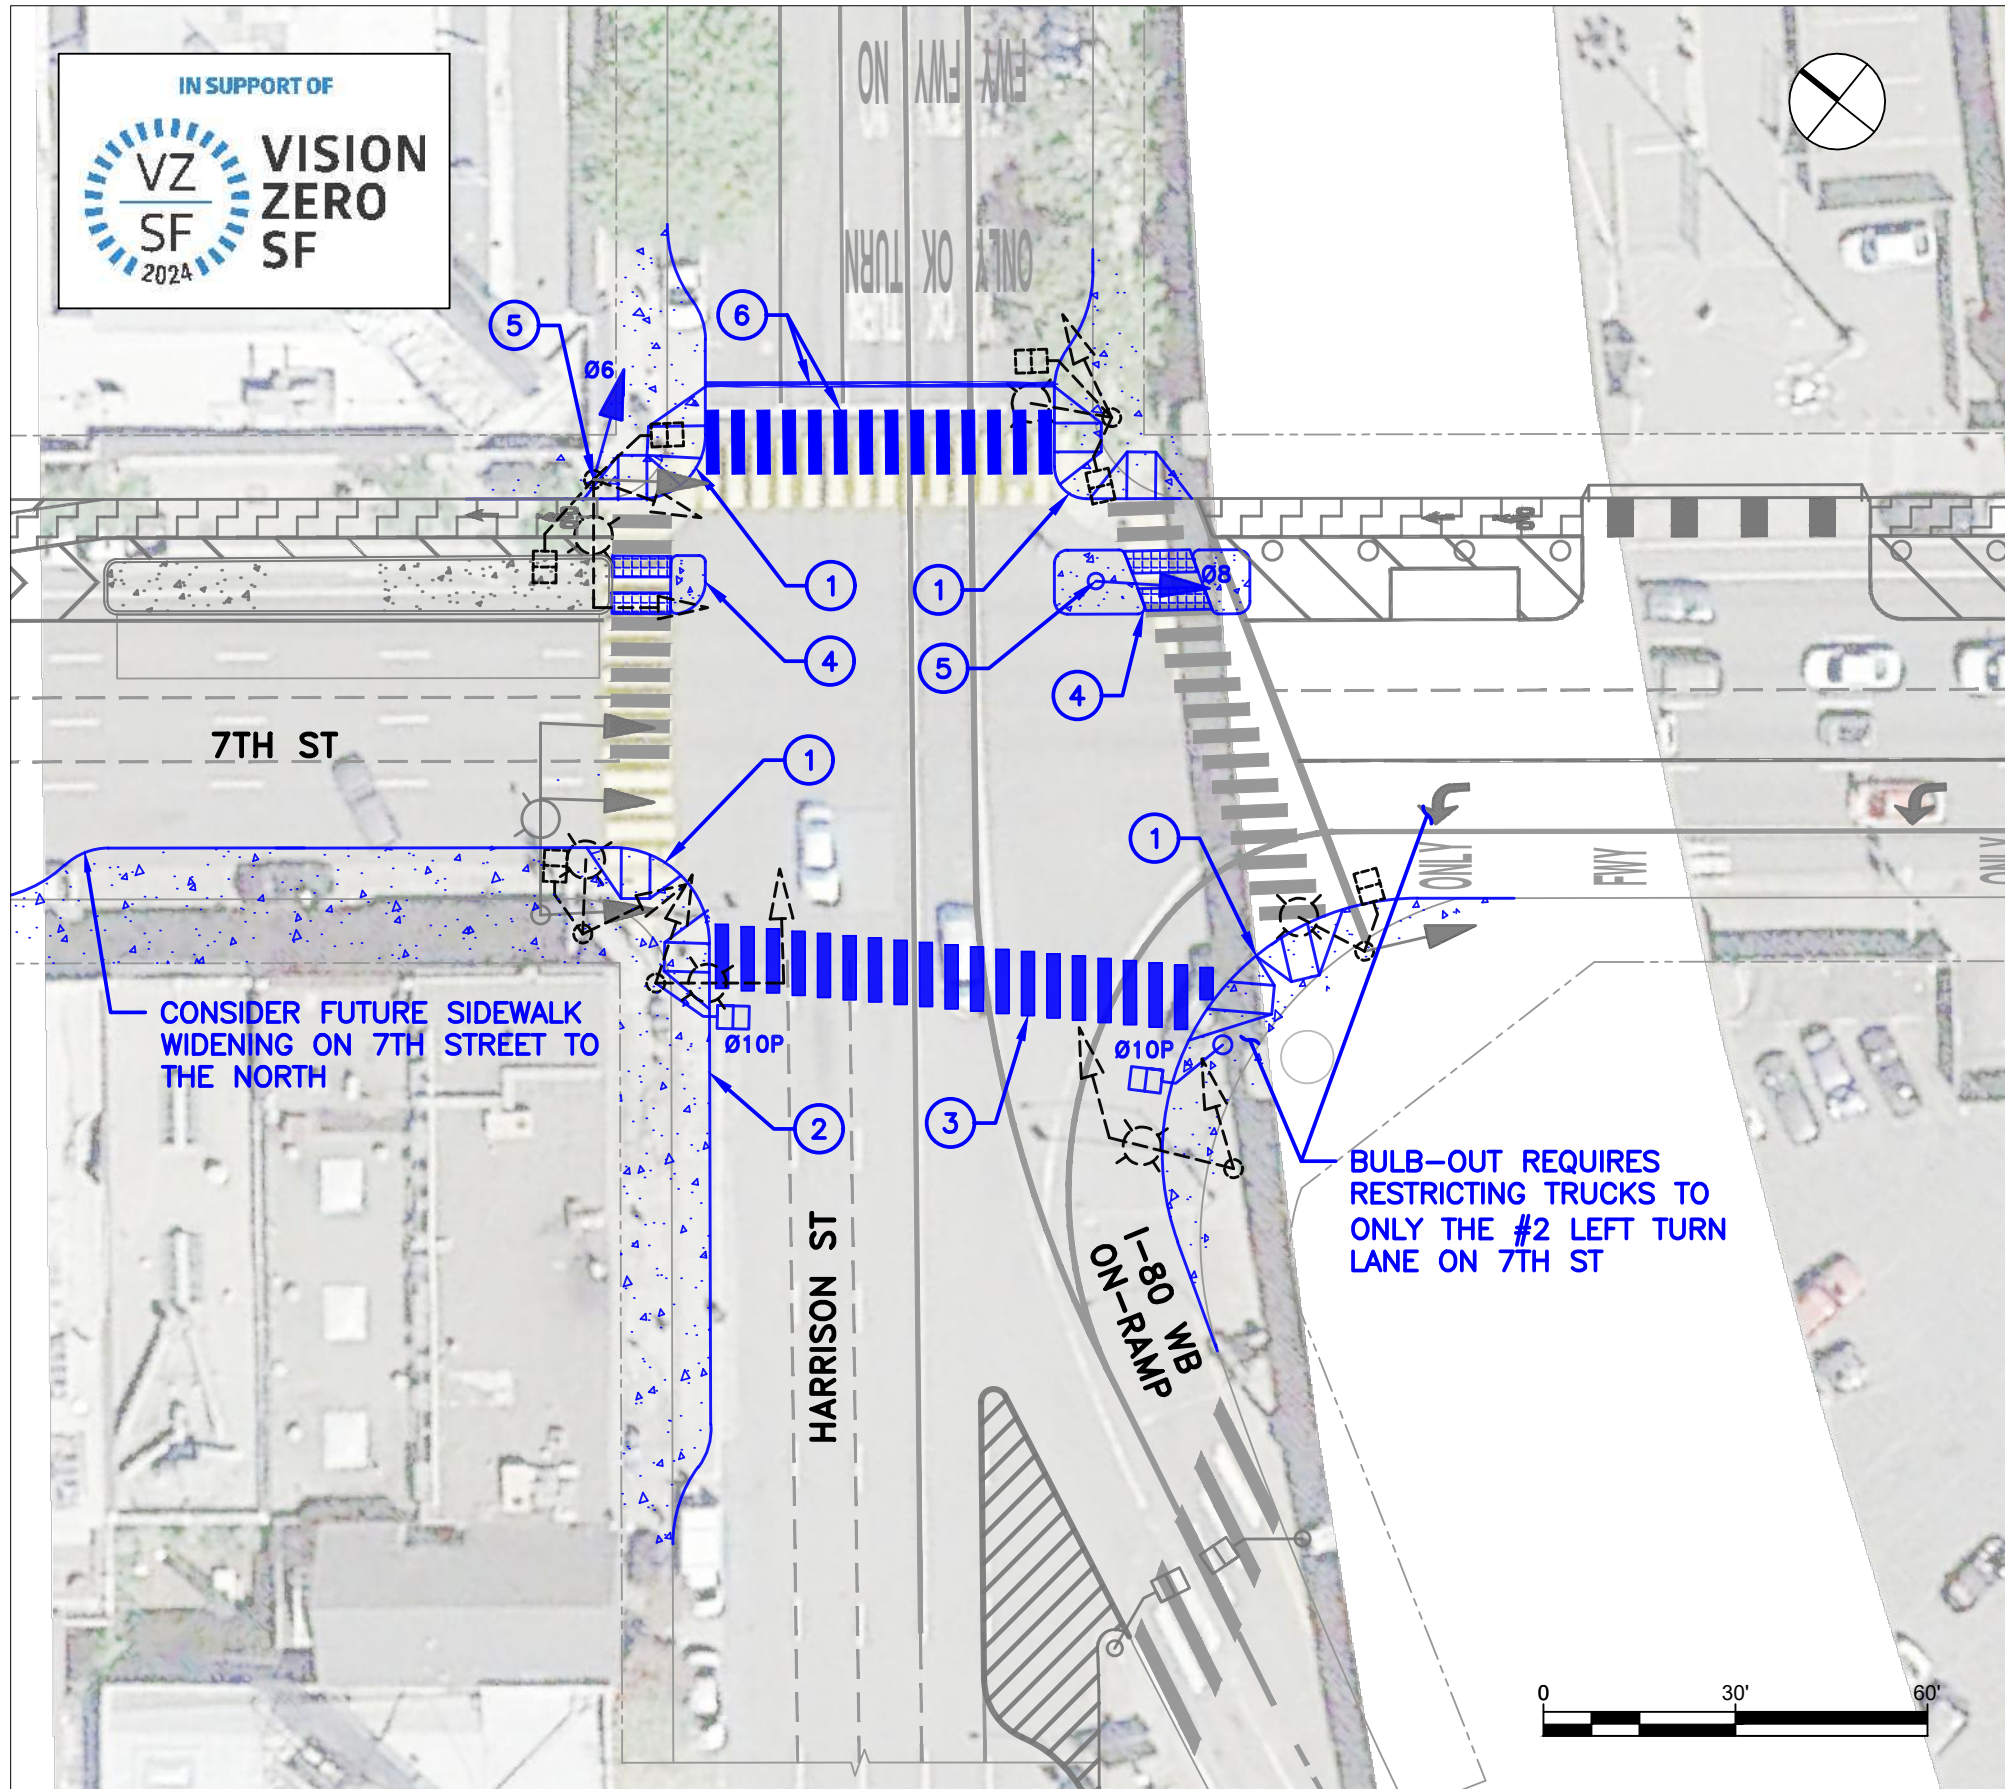 IN SUPPORT OF
VZ
SF
2024
VISION
ZERO
SF
FWY FWY NO
ONLY OK TURN
5
6
Ø6
1
1
Ø8
4
5
4
7TH ST
1
1
ONLY
FWY
ONLY
CONSIDER FUTURE SIDEWALK
WIDENING ON 7TH STREET TO
THE NORTH
Ø10P
Ø10P
2
3
BULB-OUT REQUIRES
RESTRICTING TRUCKS TO
ONLY THE #2 LEFT TURN
LANE ON 7TH ST
HARRISON ST
I-80 WB
ON-RAMP
0 30' 60'